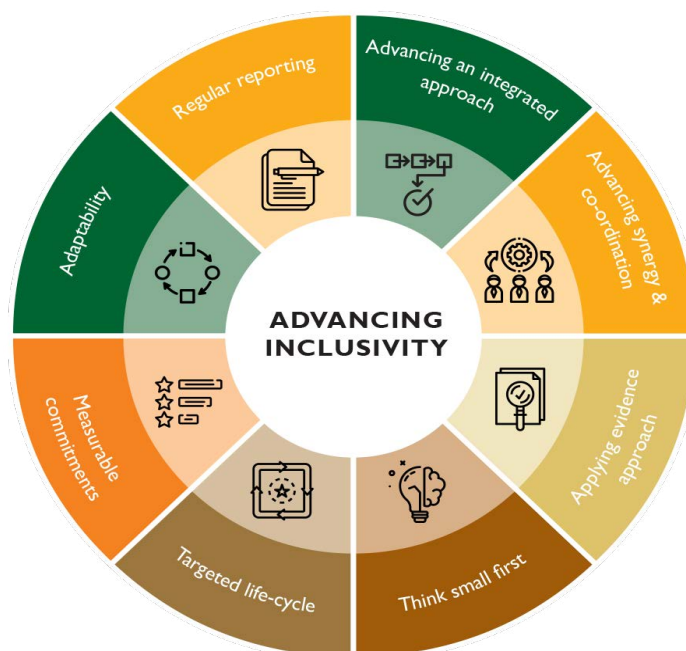 ADVANCING
INCLUSIVITY
Advancing an integrated
approach
Advancing synergy &
co-ordination
Applying evidence
approach
Think small first
Targeted life-cycle
Measurable
commitments
Adaptability
Regular reporting